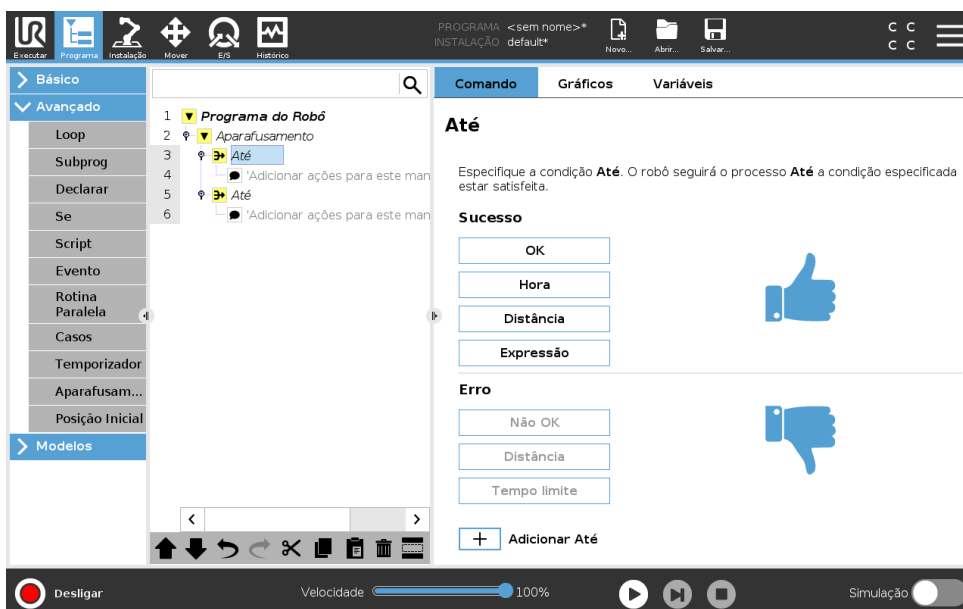 Executar
Programa
Instalação
Mover
E/S
Histórico
PROGRAMA <sem nome>*
INSTALAÇÃO default*
Novo...
Abrir...
Salvar...
C C
C C
Básico
Avançado
Loop
Subprog
Declarar
Se
Script
Evento
Rotina
Paralela
Casos
Temporizador
Aparafusam...
Posição Inicial
Modelos
1 Programa do Robô
2 Aparafusamento
3 Até
4 'Adicionar ações para este man
5 Até
6 'Adicionar ações para este man
Comando Gráficos Variáveis
Até
Especifique a condição Até. O robô seguirá o processo Até a condição especificada
estar satisfeita.
Sucesso
OK
Hora
Distância
Expressão
Erro
Não OK
Distância
Tempo limite
+ Adicionar Até
Desligar
Velocidade 100%
Simulação